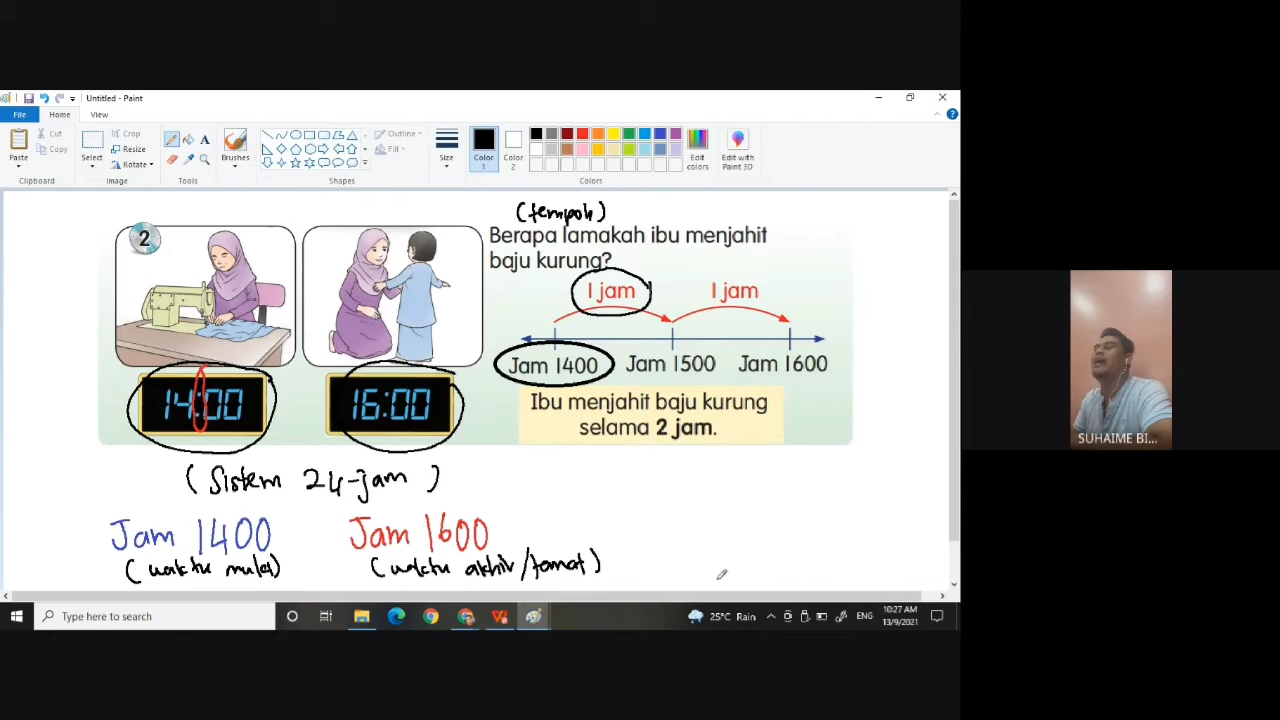 Untitled - Paint
File
Home
View
Paste
Cut
Copy
Clipboard
Select
Crop
Resize
Rotate
Image
A
Tools
Brushes
Shapes
Outline
Fill
Size
Color 1
Color 2
Edit colors
Edit with Paint 3D
Colors
2
(tempoh)
Berapa lamakah ibu menjahit
baju kurung?
1 jam
1 jam
Jam 1400
Jam 1500
Jam 1600
14:00
16:00
Ibu menjahit baju kurung
selama 2 jam.
(Sistem 24-jam)
Jam 1400
Jam 1600
(waktu mula)
(waktu akhir/tamat)
SUHAIME BI...
Type here to search
25°C Rain
ENG
10:27 AM
13/9/2021